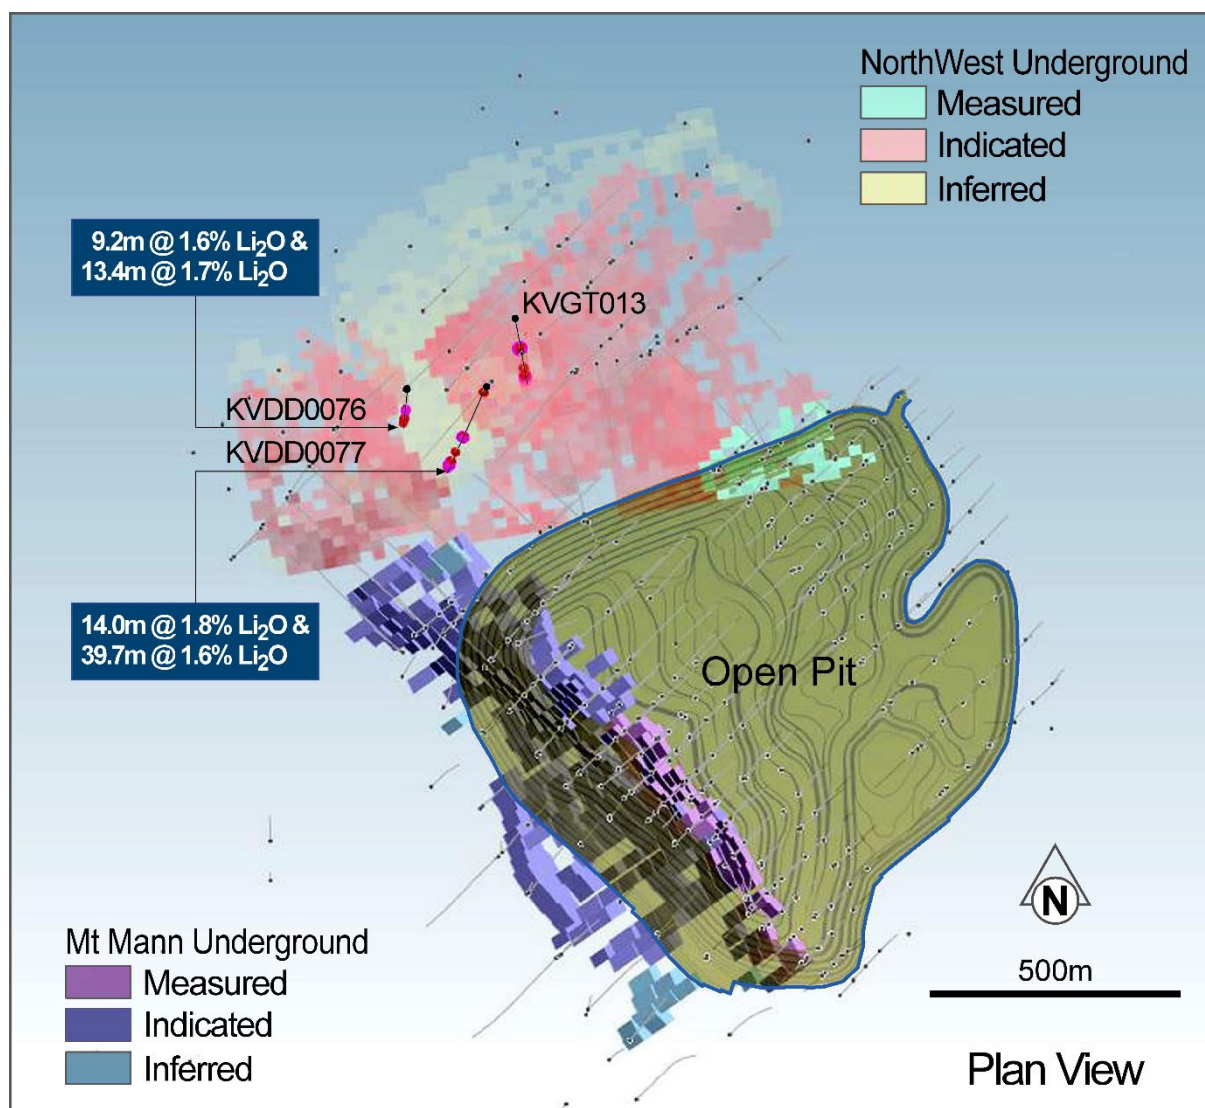 NorthWest Underground
Measured
Indicated
Inferred
9.2m @ 1.6% Li₂O &
13.4m @ 1.7% Li₂O
KVGT013
KVDD0076
KVDD0077
14.0m @ 1.8% Li₂O &
39.7m @ 1.6% Li₂O
Open Pit
Mt Mann Underground
Measured
Indicated
Inferred
N
500m
Plan View